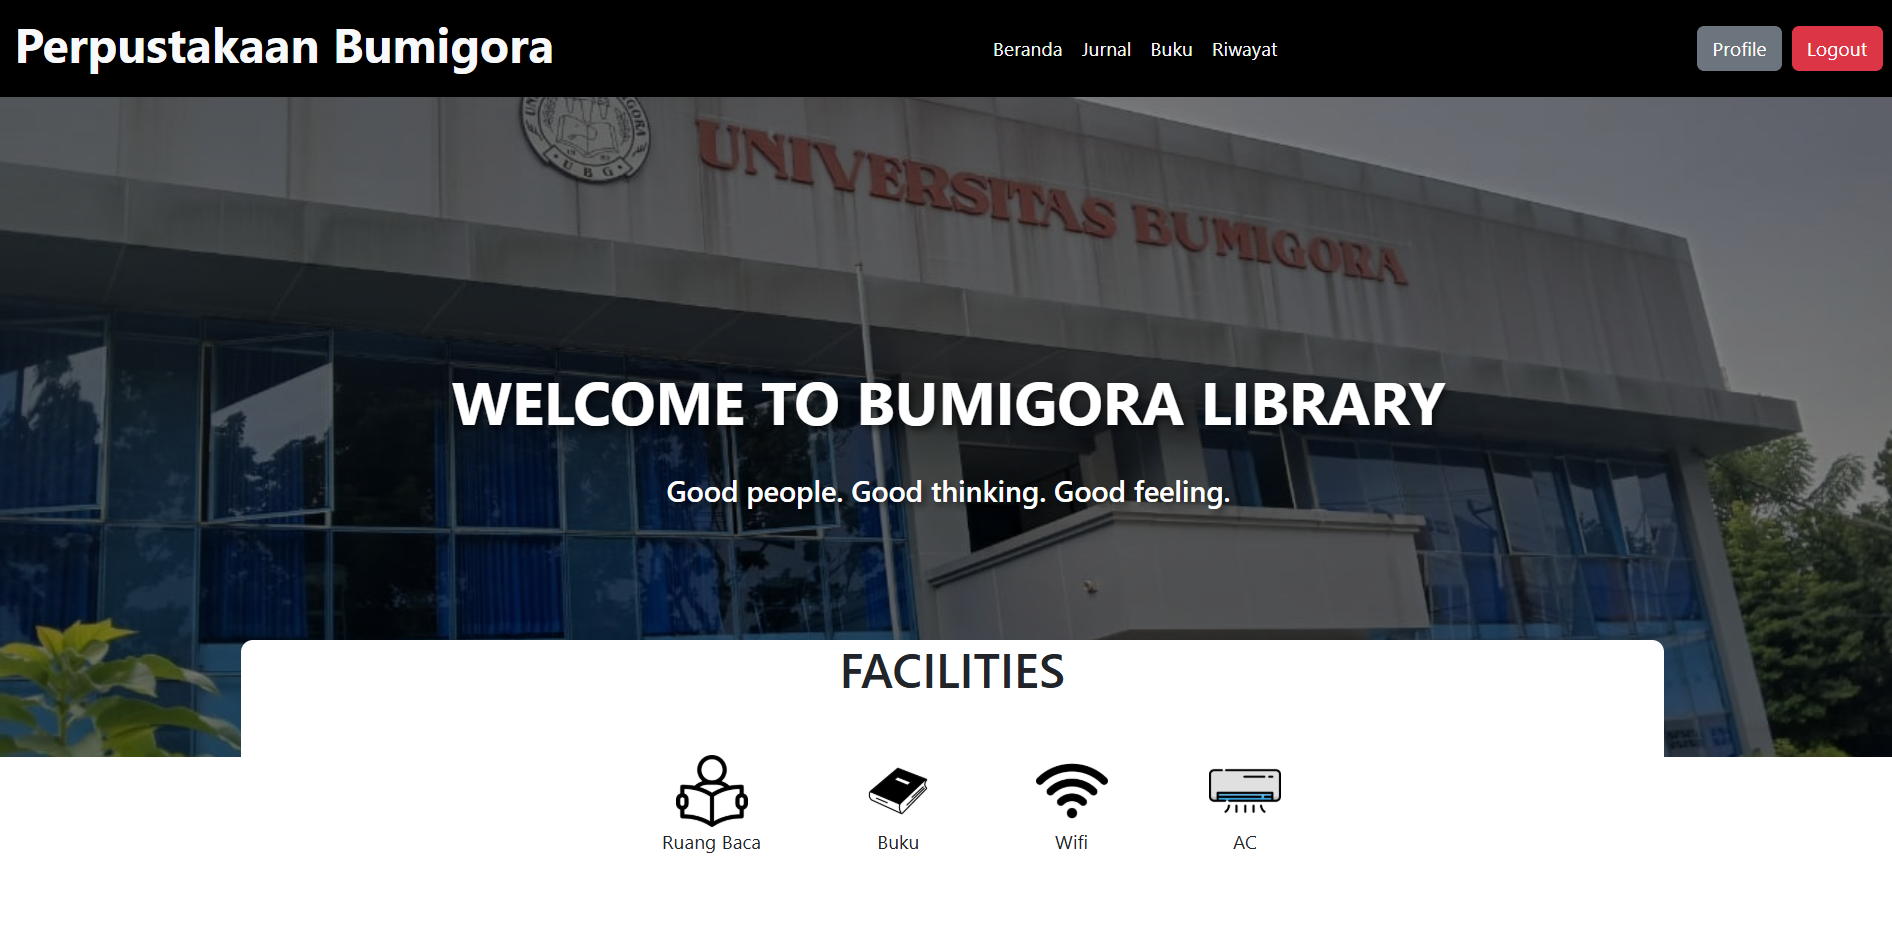 Perpustakaan Bumigora
Beranda Jurnal Buku Riwayat
Profile Logout
UBG
UNIVERSITAS BUMIGORA
WELCOME TO BUMIGORA LIBRARY
Good people. Good thinking. Good feeling.
FACILITIES
Ruang Baca Buku Wifi AC